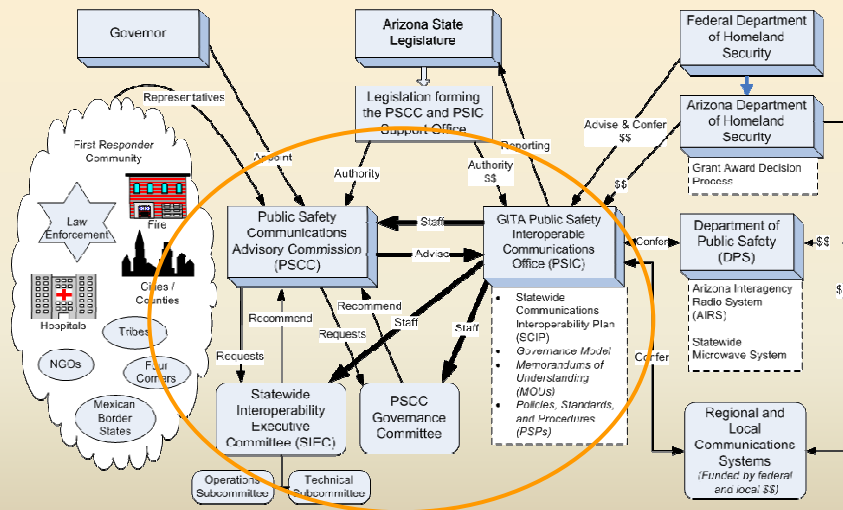 Governor
Arizona State
Legislature
Federal Department
of Homeland
Security
Representatives
Legislation forming
the PSCC and PSIC
Support Office
Advise & Confer
$$
Arizona Department
of Homeland
Security
Grant Award Decision
Process
First Responder
Community
Appoint
Reporting
Authority
Authority
$$
$$
Law
Enforcement
Fire
Cities /
Counties
Hospitals
Tribes
NGOs
Four
Corners
Mexican
Border
States
Public Safety
Communications
Advisory Commission
(PSCC)
Staff
Advise
GITA Public Safety
Interoperable
Communications
Office (PSIC)
Confer
Department of
Public Safety
(DPS)
$$
Arizona Interagency
Radio System
(AIRS)
Statewide
Microwave System
• Statewide
Communications
Interoperability Plan
(SCIP)
• Governance Model
• Memorandums of
Understanding
(MOUs)
• Policies, Standards,
and Procedures
(PSPs)
Requests
Recommend
Requests
Recommend
Staff
Staff
Confer
Statewide
Interoperability
Executive
Committee (SIEC)
PSCC
Governance
Committee
Operations
Subcommittee
Technical
Subcommittee
Regional and
Local
Communications
Systems
(Funded by federal
and local $$)